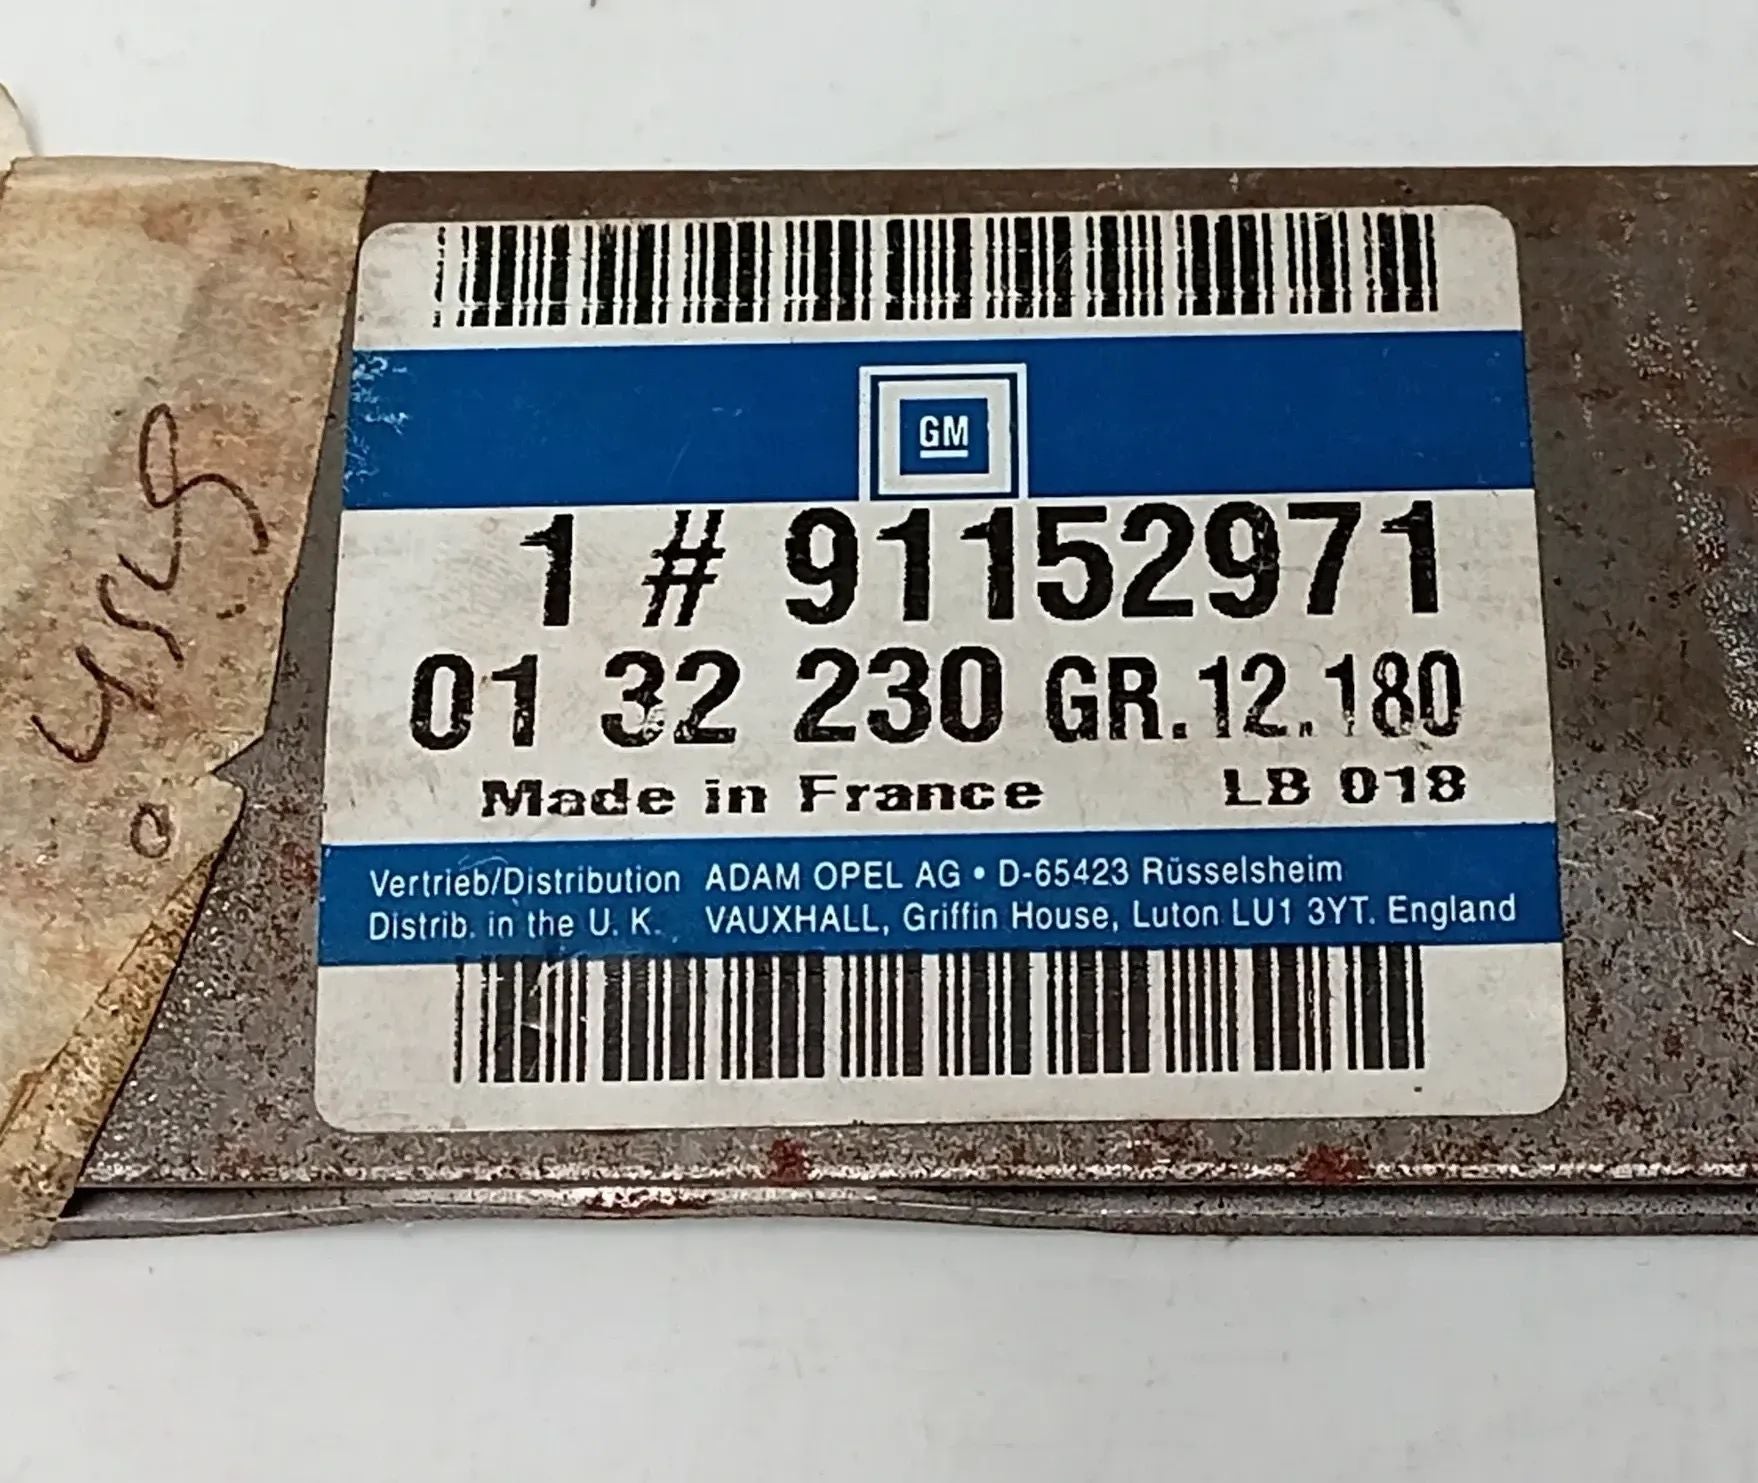 GM
1 # 91152971
01 32 230 GR. 12.180
Made in France LB 018
Vertrieb/Distribution ADAM OPEL AG • D-65423 Rüsselsheim
Distrib. in the U. K. VAUXHALL, Griffin House, Luton LU1 3YT. England